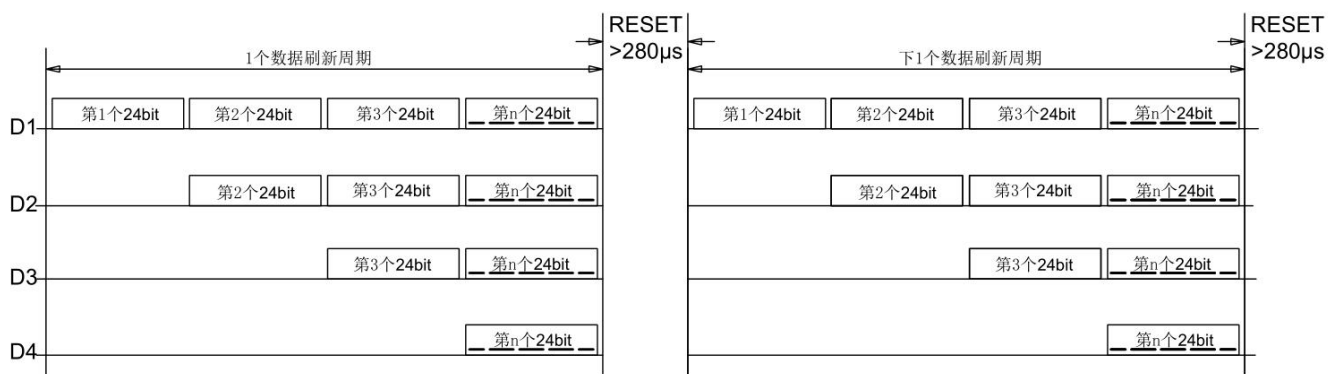 RESET
>280μs
RESET
>280μs
1个数据刷新周期
下1个数据刷新周期
D1
第1个24bit
第2个24bit
第3个24bit
第n个24bit
第1个24bit
第2个24bit
第3个24bit
第n个24bit
D2
第2个24bit
第3个24bit
第n个24bit
第2个24bit
第3个24bit
第n个24bit
D3
第3个24bit
第n个24bit
第3个24bit
第n个24bit
D4
第n个24bit
第n个24bit